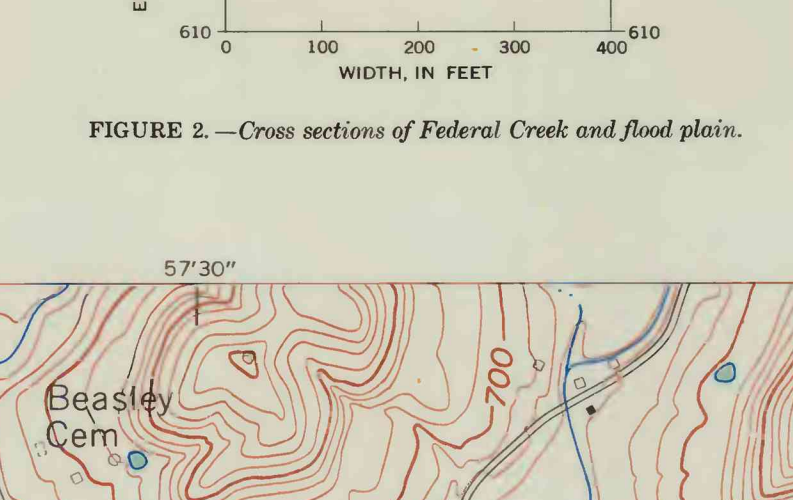 E
610
610
0 100 200 300 400
WIDTH, IN FEET
FIGURE 2.—Cross sections of Federal Creek and flood plain.
57'30"
700
Beasley
Cem